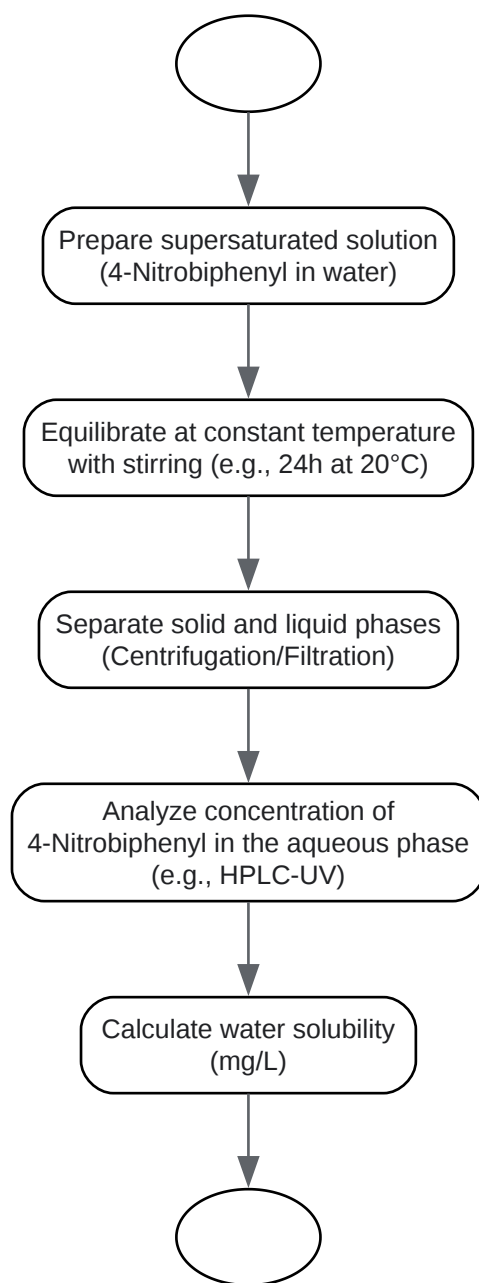 Prepare supersaturated solution
(4-Nitrobiphenyl in water)
Equilibrate at constant temperature
with stirring (e.g., 24h at 20°C)
Separate solid and liquid phases
(Centrifugation/Filtration)
Analyze concentration of
4-Nitrobiphenyl in the aqueous phase
(e.g., HPLC-UV)
Calculate water solubility
(mg/L)